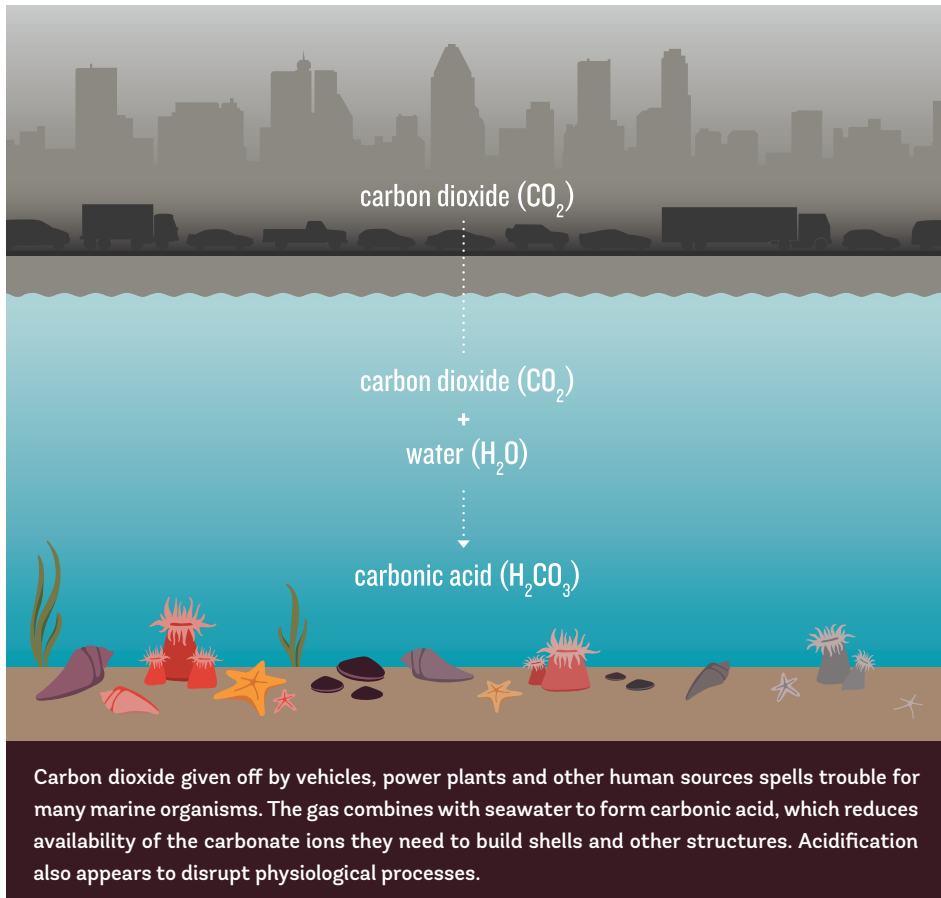 carbon dioxide (CO₂)
carbon dioxide (CO₂)
+
water (H₂O)
carbonic acid (H₂CO₃)
Carbon dioxide given off by vehicles, power plants and other human sources spells trouble for
many marine organisms. The gas combines with seawater to form carbonic acid, which reduces
availability of the carbonate ions they need to build shells and other structures. Acidification
also appears to disrupt physiological processes.